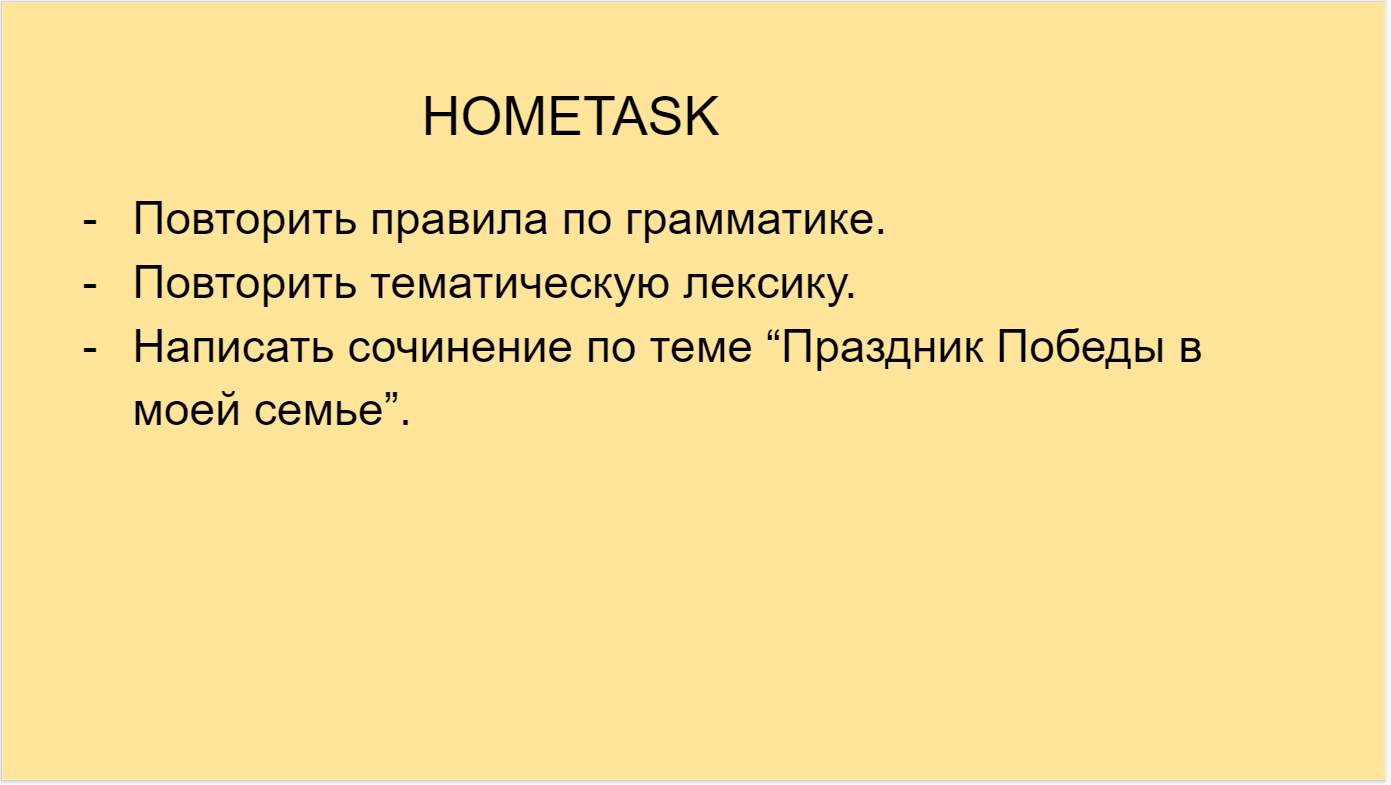 HOMETASK
- Повторить правила по грамматике.
- Повторить тематическую лексику.
- Написать сочинение по теме “Праздник Победы в
моей семье”.